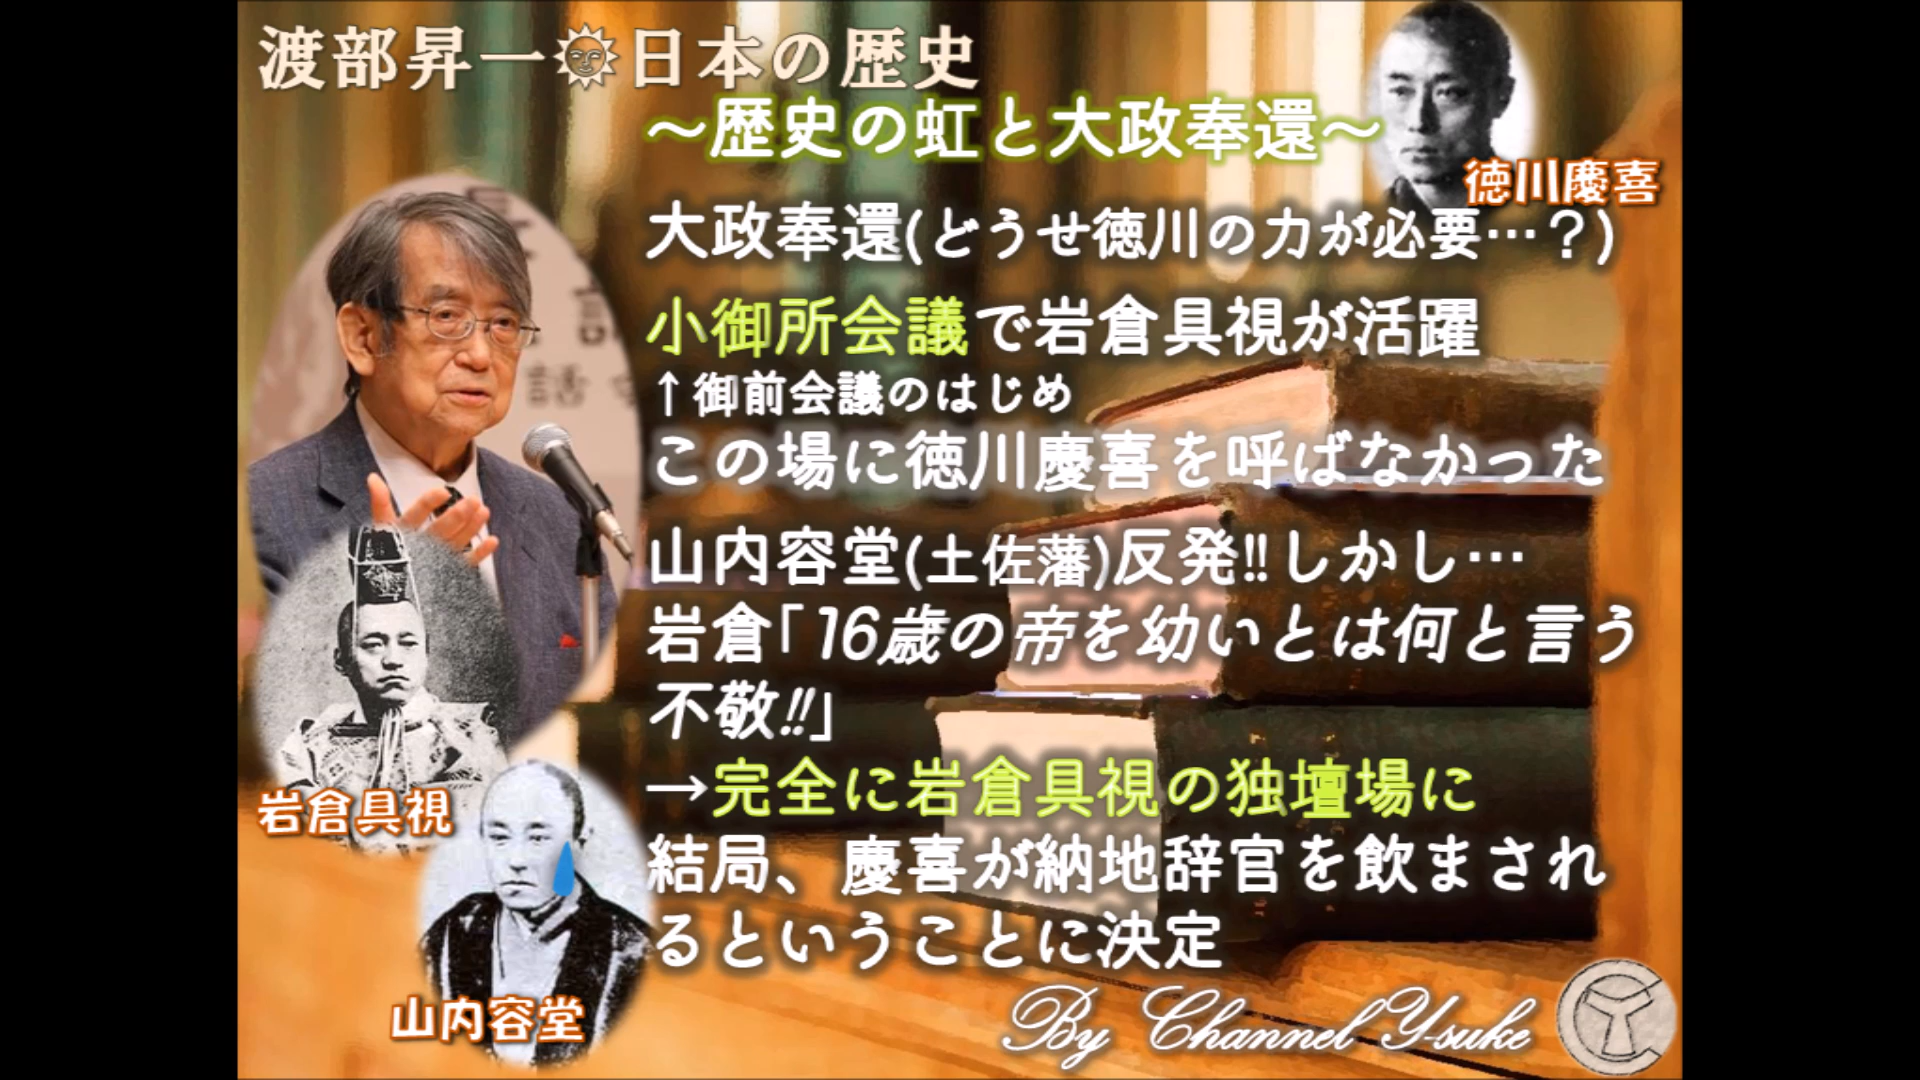 渡部昇一🌞日本の歴史
～歴史の虹と大政奉還～
徳川慶喜
大政奉還(どうせ徳川の力が必要…？)
小御所会議で岩倉具視が活躍
↑御前会議のはじめ
この場に徳川慶喜を呼ばなかった
山内容堂(土佐藩)反発‼しかし…
岩倉「16歳の帝を幼いとは何と言う
不敬‼」
→完全に岩倉具視の独壇場に
結局、慶喜が納地辞官を飲まされ
るということに決定
岩倉具視
山内容堂
By Channel Y-suke